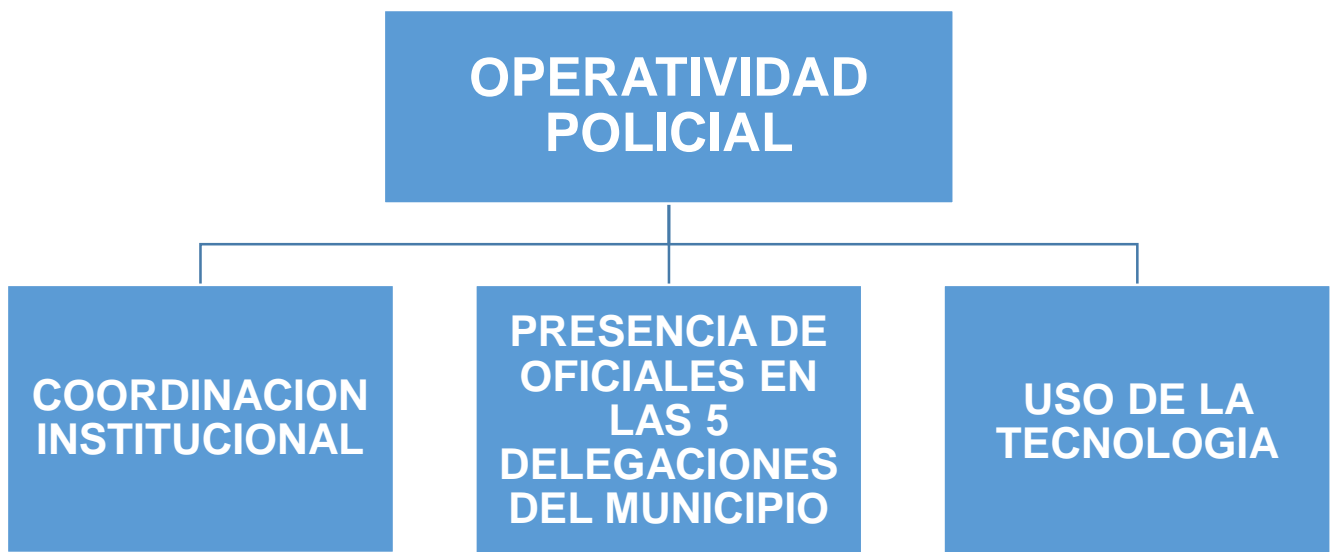 OPERATIVIDAD
POLICIAL
COORDINACION
INSTITUCIONAL
PRESENCIA DE
OFICIALES EN
LAS 5
DELEGACIONES
DEL MUNICIPIO
USO DE LA
TECNOLOGIA